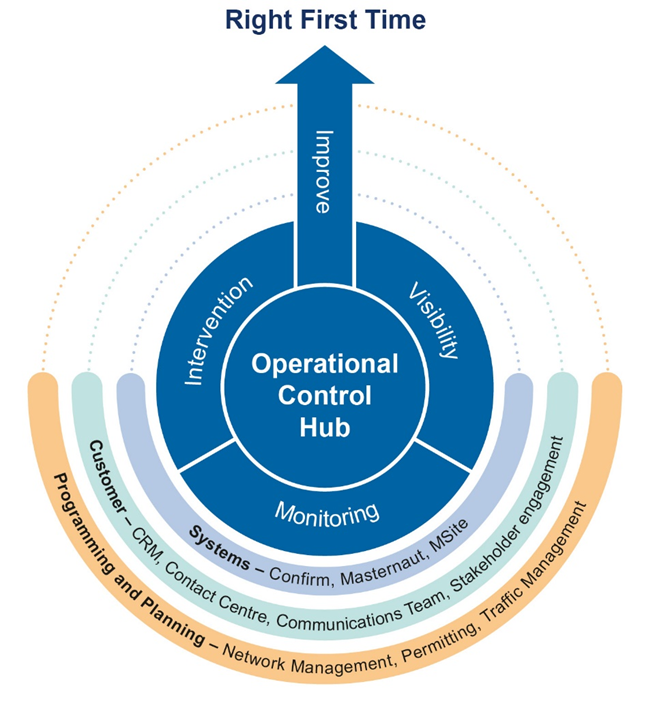 Right First Time
Improve
Intervention
Visibility
Operational
Control
Hub
Monitoring
Systems – Confirm, Masternaut, MSite
Customer – CRM, Contact Centre, Communications Team, Stakeholder engagement
Programming and Planning – Network Management, Permitting, Traffic Management